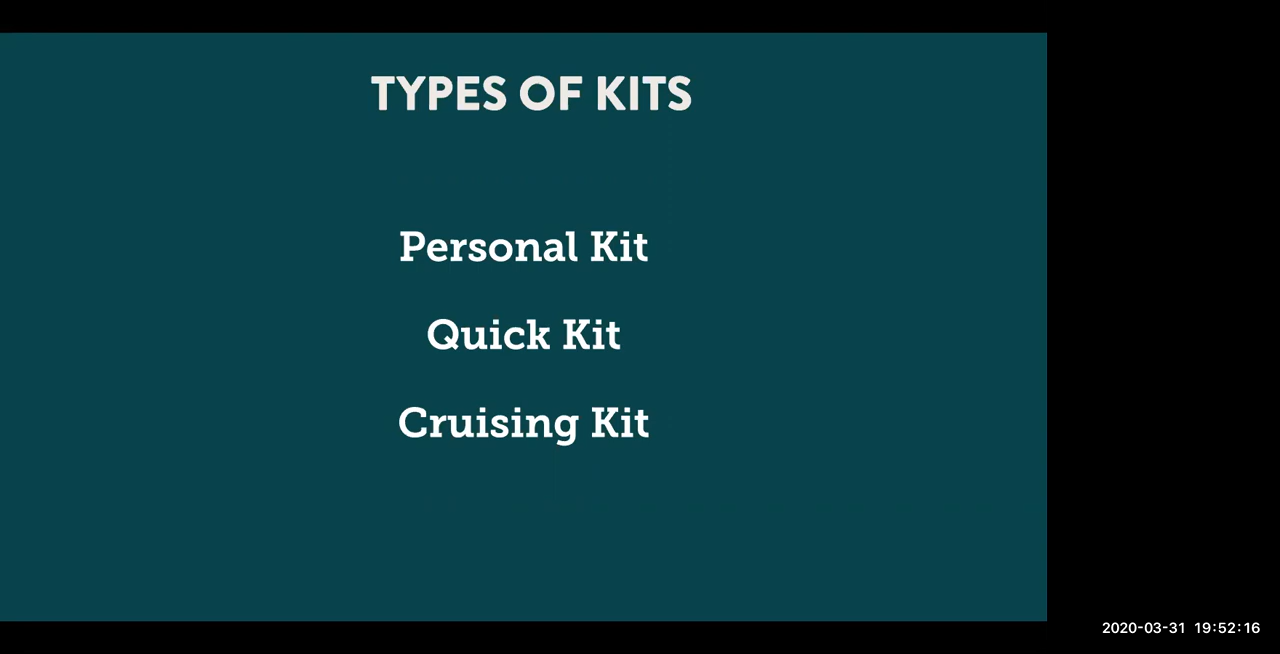 TYPES OF KITS
Personal Kit
Quick Kit
Cruising Kit
2020-03-31 19:52:16